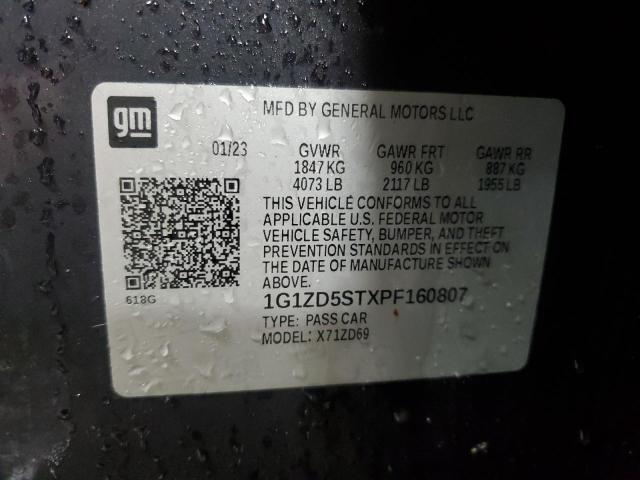 gm
MFD BY GENERAL MOTORS LLC
01/23 GVWR GAWR FRT GAWR RR
1847 KG 960 KG 887 KG
4073 LB 2117 LB 1955 LB
THIS VEHICLE CONFORMS TO ALL
APPLICABLE U.S. FEDERAL MOTOR
VEHICLE SAFETY, BUMPER, AND THEFT
PREVENTION STANDARDS IN EFFECT ON
THE DATE OF MANUFACTURE SHOWN
ABOVE.
618G
1G1ZD5STXPF160807
TYPE: PASS CAR
MODEL: X71ZD69